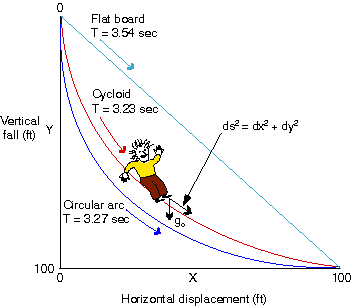 0
Flat board
T = 3.54 sec
Cycloid
T = 3.23 sec
Vertical
fall (ft)
Y
ds² = dx² + dy²
Circular arc
T = 3.27 sec
g₀
100
0
X
100
Horizontal displacement (ft)